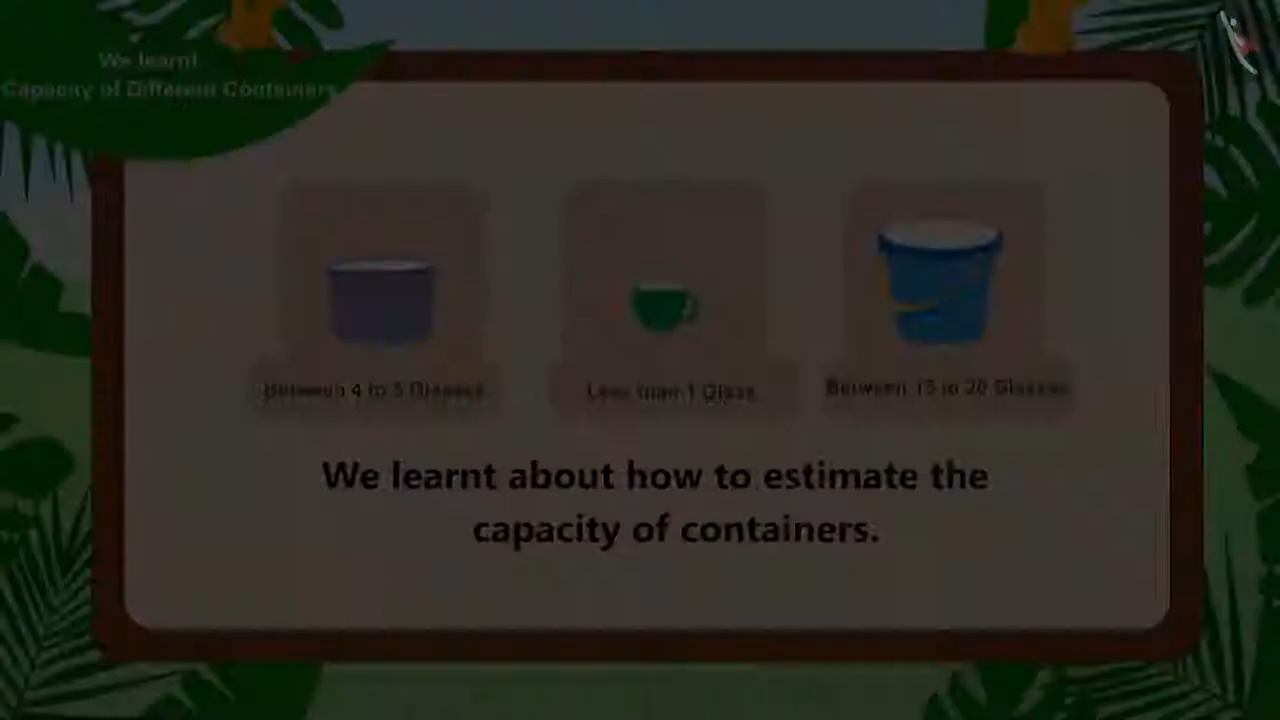 We learnt
Capacity of Different Containers
Between 4 to 5 Glasses
Less than 1 Glass
Between 15 to 20 Glasses
We learnt about how to estimate the
capacity of containers.